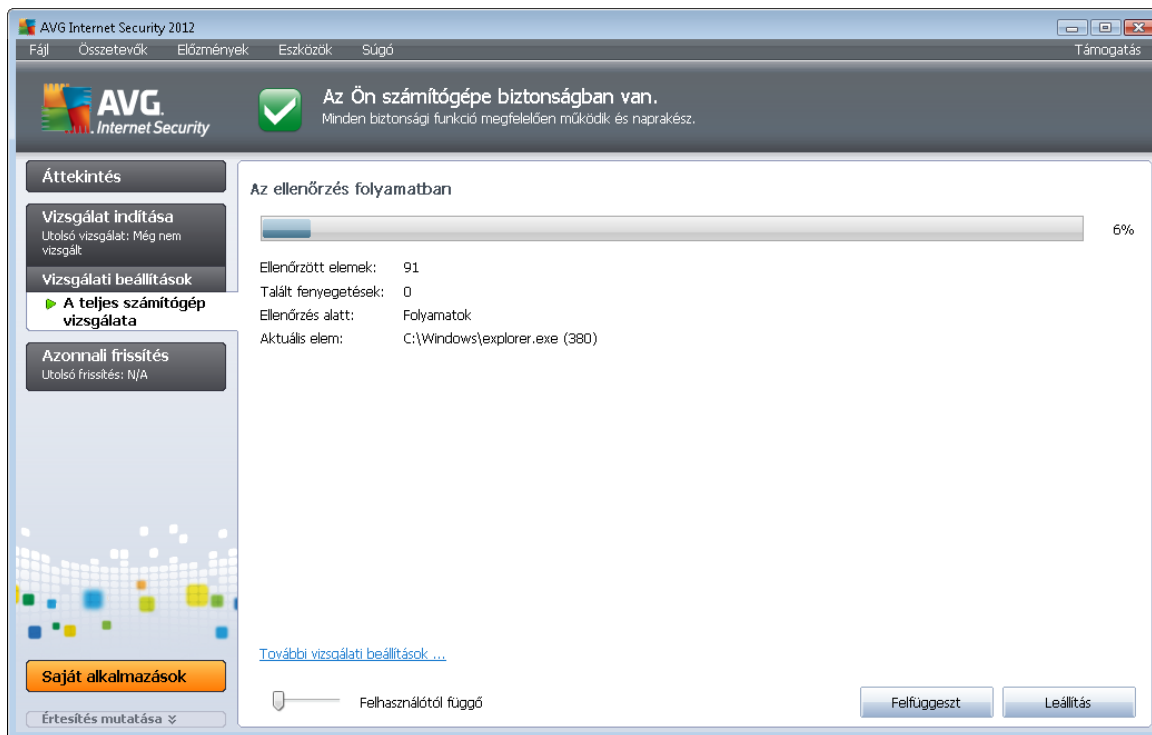 AVG Internet Security 2012
Fájl Összetevők Előzmények Eszközök Súgó Támogatás
AVG.
Internet Security
Az Ön számítógépe biztonságban van.
Minden biztonsági funkció megfelelően működik és naprakész.
Áttekintés
Vizsgálat indítása
Utolsó vizsgálat: Még nem
vizsgált
Vizsgálati beállítások
A teljes számítógép
vizsgálata
Azonnali frissítés
Utolsó frissítés: N/A
Saját alkalmazások
Értesítés mutatása
Az ellenőrzés folyamatban
6%
Ellenőrzött elemek: 91
Talált fenyegetések: 0
Ellenőrzés alatt: Folyamatok
Aktuális elem: C:\Windows\explorer.exe (380)
További vizsgálati beállítások ...
Felhasználótól függő
Felfüggeszt
Leállítás